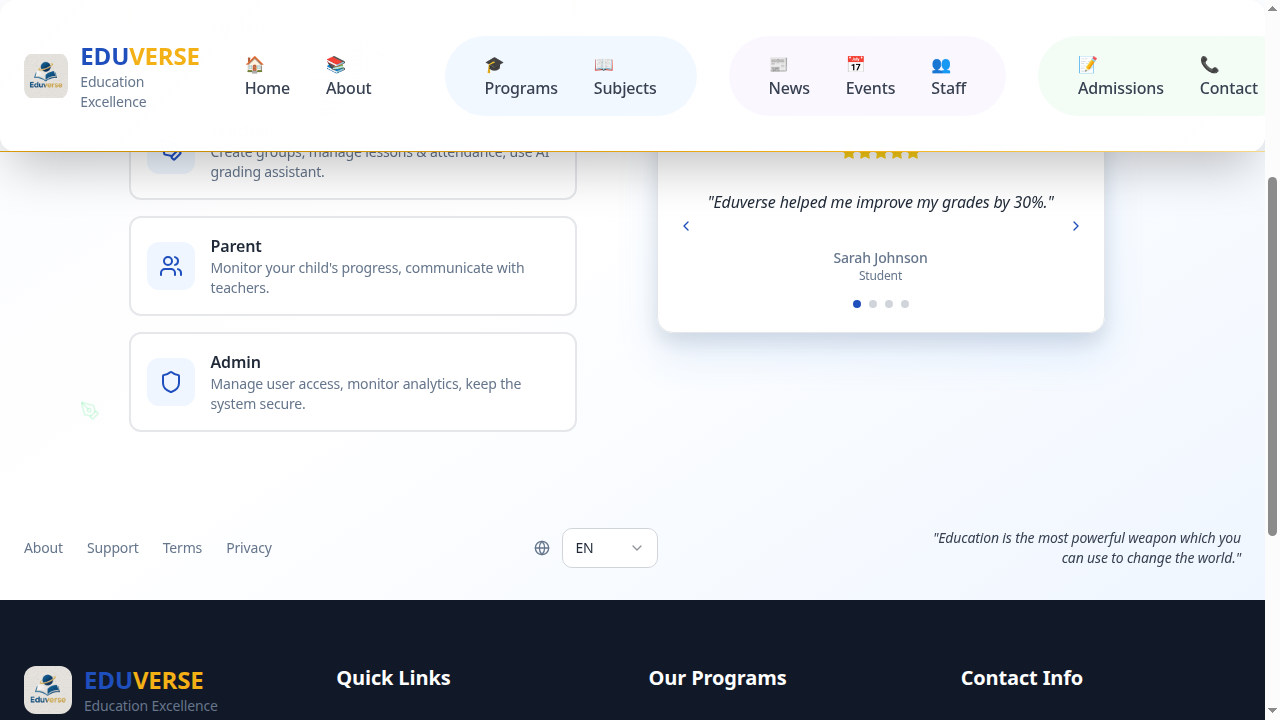 EDUVERSE
Education
Excellence
Home
About
Programs
Subjects
News
Events
Staff
Admissions
Contact
Create groups, manage lessons & attendance, use AI
grading assistant.
Parent
Monitor your child's progress, communicate with
teachers.
Admin
Manage user access, monitor analytics, keep the
system secure.
"Eduverse helped me improve my grades by 30%."
Sarah Johnson
Student
About
Support
Terms
Privacy
EN
"Education is the most powerful weapon which you
can use to change the world."
Eduverse
EDUVERSE
Education Excellence
Quick Links
Our Programs
Contact Info